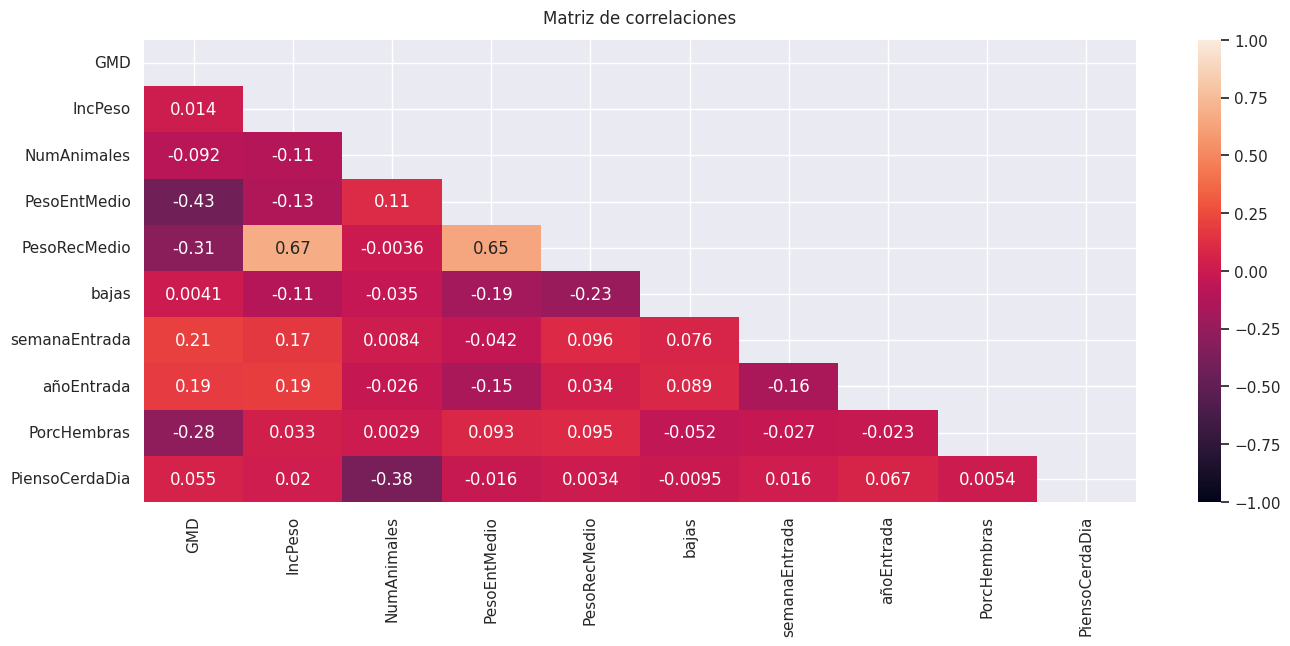 Matriz de correlaciones
GMD
IncPeso 0.014
NumAnimales -0.092 -0.11
PesoEntMedio -0.43 -0.13 0.11
PesoRecMedio -0.31 0.67 -0.0036 0.65
bajas 0.0041 -0.11 -0.035 -0.19 -0.23
semanaEntrada 0.21 0.17 0.0084 -0.042 0.096 0.076
añoEntrada 0.19 0.19 -0.026 -0.15 0.034 0.089 -0.16
PorcHembras -0.28 0.033 0.0029 0.093 0.095 -0.052 -0.027 -0.023
PiensoCerdaDia 0.055 0.02 -0.38 -0.016 0.0034 -0.0095 0.016 0.067 0.0054
GMD
IncPeso
NumAnimales
PesoEntMedio
PesoRecMedio
bajas
semanaEntrada
añoEntrada
PorcHembras
PiensoCerdaDia
1.00
0.75
0.50
0.25
0.00
−0.25
−0.50
−0.75
−1.00